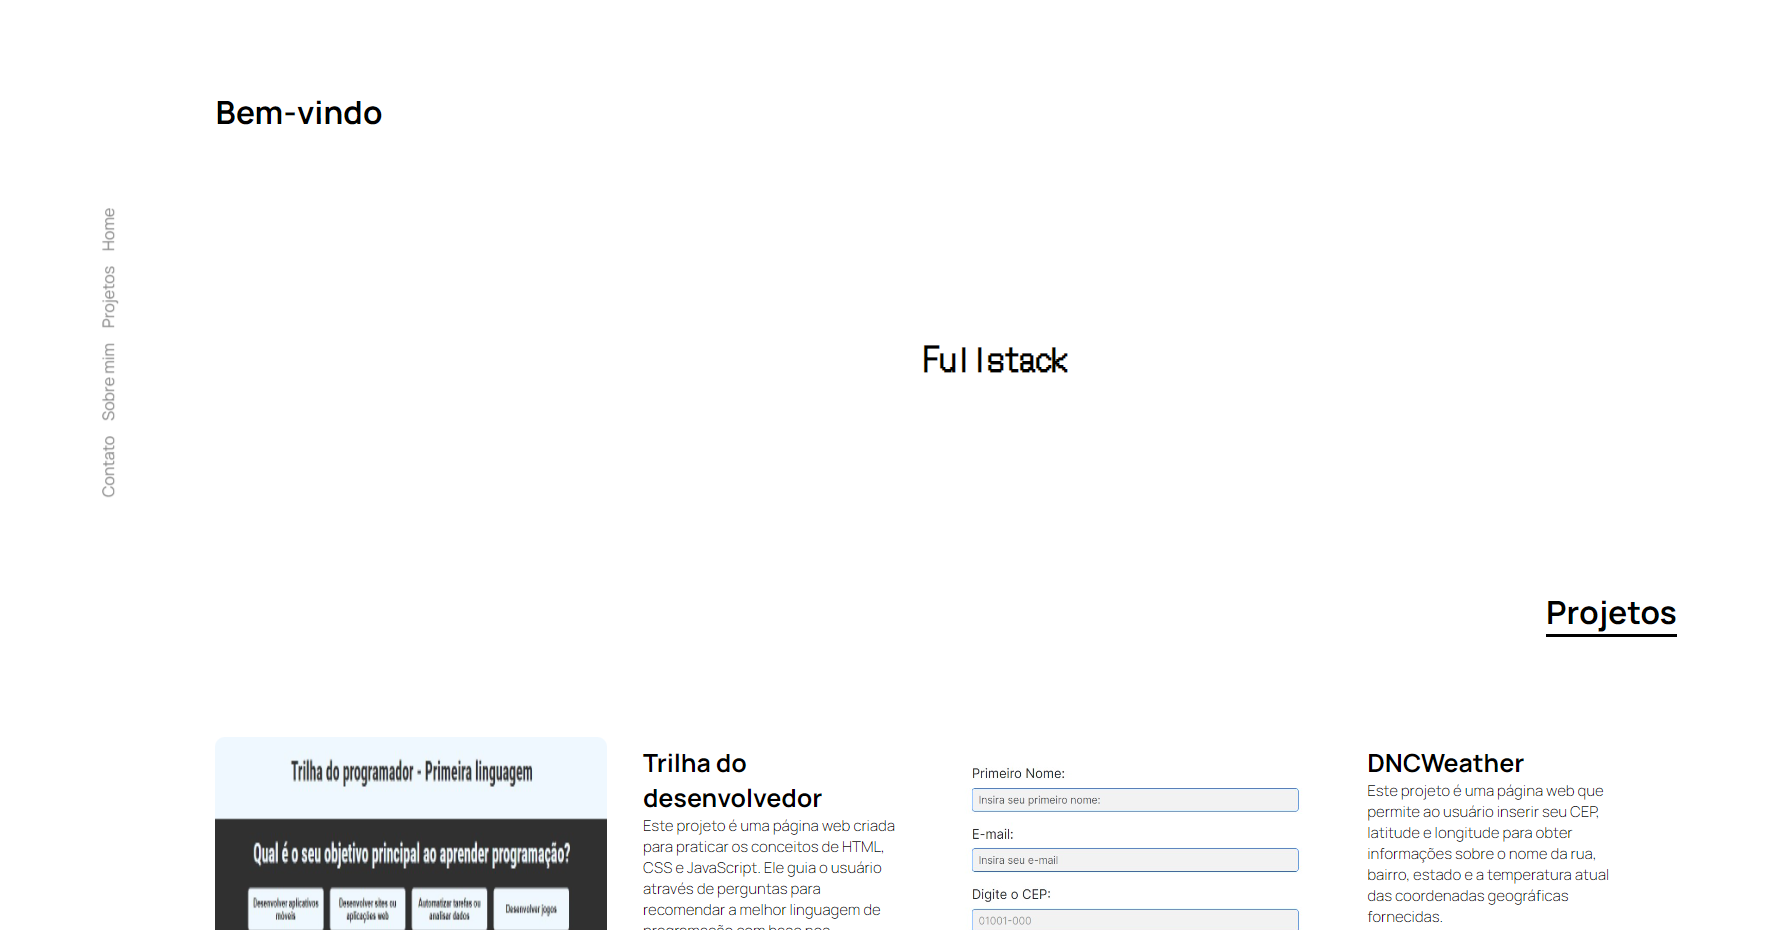 Bem-vindo
Home
Projetos
Sobre mim
Contato
Fullstack
Projetos
Trilha do programador - Primeira linguagem
Qual é o seu objetivo principal ao aprender programação?
Desenvolver aplicativos
móveis
Desenvolver sites ou
aplicações web
Automatizar tarefas ou
analisar dados
Desenvolver jogos
Trilha do
desenvolvedor
Este projeto é uma página web criada
para praticar os conceitos de HTML,
CSS e JavaScript. Ele guia o usuário
através de perguntas para
recomendar a melhor linguagem de
programação com base nos
Primeiro Nome:
Insira seu primeiro nome:
E-mail:
Insira seu e-mail
Digite o CEP:
01001-000
DNCWeather
Este projeto é uma página web que
permite ao usuário inserir seu CEP,
latitude e longitude para obter
informações sobre o nome da rua,
bairro, estado e a temperatura atual
das coordenadas geográficas
fornecidas.